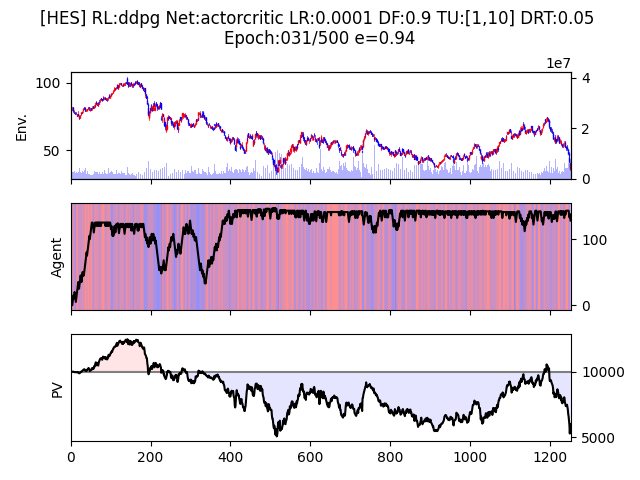 [HES] RL:ddpg Net:actorcritic LR:0.0001 DF:0.9 TU:[1,10] DRT:0.05
Epoch:031/500 e=0.94
1e7
100
50
Env.
4
2
0
Agent
100
0
PV
10000
5000
0 200 400 600 800 1000 1200